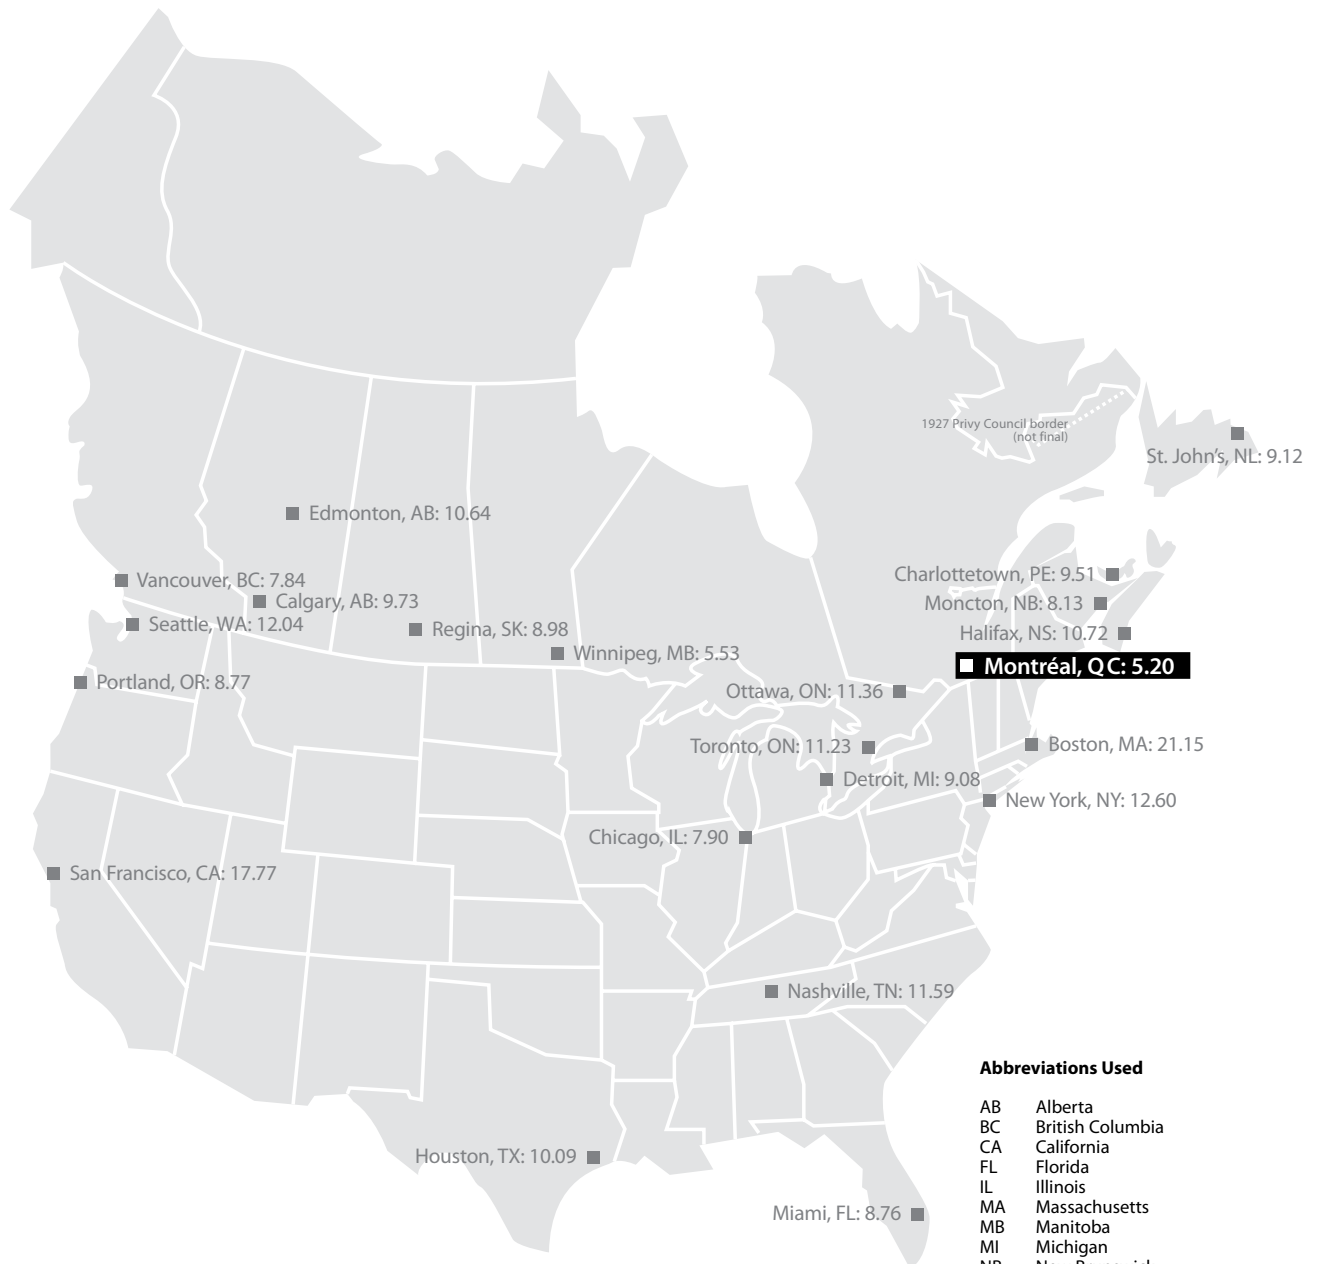 1927 Privy Council border
(not final)
St. John's, NL: 9.12
Edmonton, AB: 10.64
Vancouver, BC: 7.84
Charlottetown, PE: 9.51
Calgary, AB: 9.73
Moncton, NB: 8.13
Seattle, WA: 12.04
Regina, SK: 8.98
Halifax, NS: 10.72
Winnipeg, MB: 5.53
Montréal, QC: 5.20
Portland, OR: 8.77
Ottawa, ON: 11.36
Toronto, ON: 11.23
Boston, MA: 21.15
Detroit, MI: 9.08
New York, NY: 12.60
Chicago, IL: 7.90
San Francisco, CA: 17.77
Nashville, TN: 11.59
Houston, TX: 10.09
Miami, FL: 8.76
Abbreviations Used
AB Alberta
BC British Columbia
CA California
FL Florida
IL Illinois
MA Massachusetts
MB Manitoba
MI Michigan